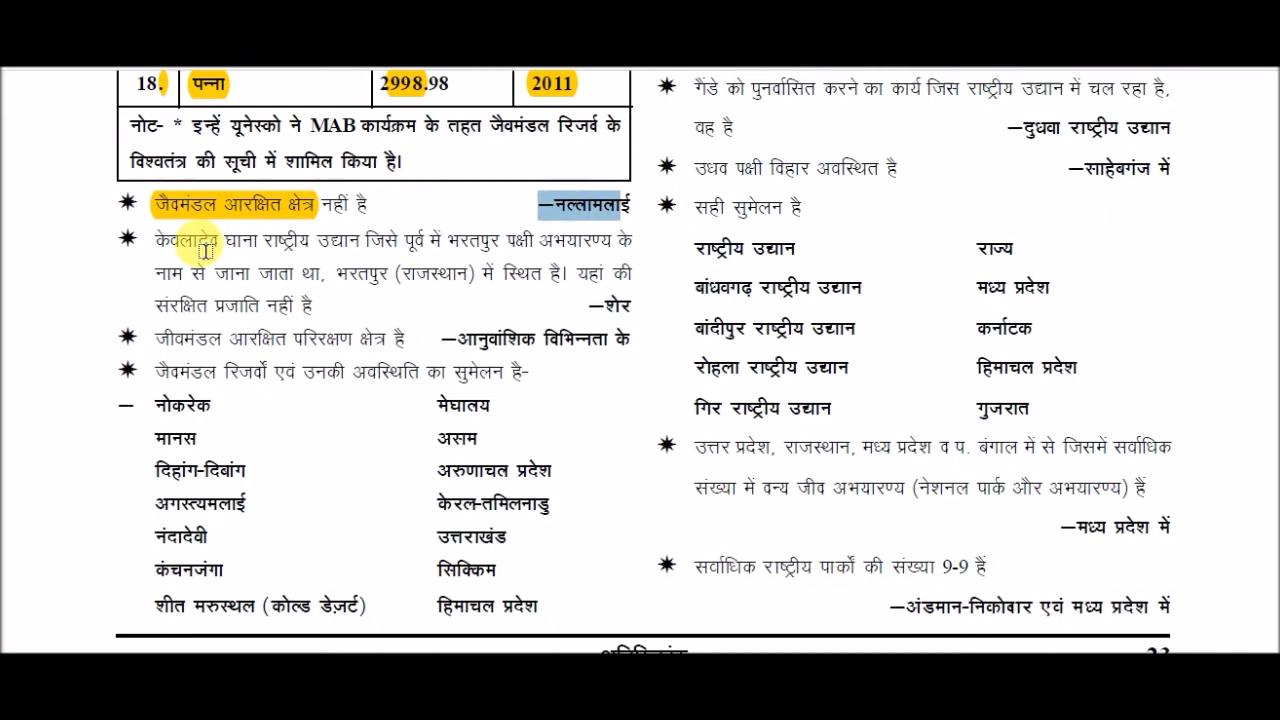 18. पन्ना 2998.98 2011
नोट- * इन्हें यूनेस्को ने MAB कार्यक्रम के तहत जैवमंडल रिजर्व के
विश्वतंत्र की सूची में शामिल किया है।
* जैवमंडल आरक्षित क्षेत्र नहीं है –नल्लामलाई
* केवलादेव घाना राष्ट्रीय उद्यान जिसे पूर्व में भरतपुर पक्षी अभयारण्य के
नाम से जाना जाता था, भरतपुर (राजस्थान) में स्थित है। यहां की
संरक्षित प्रजाति नहीं है –शेर
* जीवमंडल आरक्षित परिरक्षण क्षेत्र है –आनुवांशिक विभिन्नता के
* जैवमंडल रिजर्वों एवं उनकी अवस्थिति का सुमेलन है-
– नोकरेक मेघालय
मानस असम
दिहांग-दिबांग अरुणाचल प्रदेश
अगस्त्यमलाई केरल-तमिलनाडु
नंदादेवी उत्तराखंड
कंचनजंगा सिक्किम
शीत मरुस्थल (कोल्ड डेज़र्ट) हिमाचल प्रदेश
* गैंडे को पुनर्वासित करने का कार्य जिस राष्ट्रीय उद्यान में चल रहा है,
वह है –दुधवा राष्ट्रीय उद्यान
* उधव पक्षी विहार अवस्थित है –साहेबगंज में
* सही सुमेलन है
राष्ट्रीय उद्यान राज्य
बांधवगढ़ राष्ट्रीय उद्यान मध्य प्रदेश
बांदीपुर राष्ट्रीय उद्यान कर्नाटक
रोहला राष्ट्रीय उद्यान हिमाचल प्रदेश
गिर राष्ट्रीय उद्यान गुजरात
* उत्तर प्रदेश, राजस्थान, मध्य प्रदेश व प. बंगाल में से जिसमें सर्वाधिक
संख्या में वन्य जीव अभयारण्य (नेशनल पार्क और अभयारण्य) हैं
–मध्य प्रदेश में
* सर्वाधिक राष्ट्रीय पार्कों की संख्या 9-9 हैं
–अंडमान-निकोबार एवं मध्य प्रदेश में